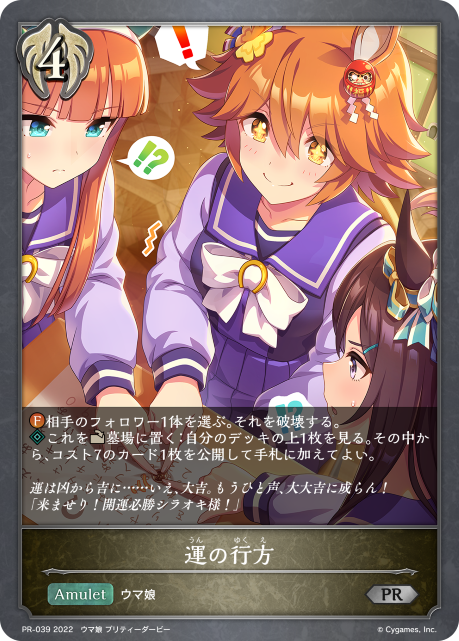 4
!
!?
!?
相手のフォロワー1体を選ぶ。それを破壊する。
これを墓場に置く：自分のデッキの上1枚を見る。その中か
ら、コスト7のカード1枚を公開して手札に加えてよい。
運は凶から吉に……いえ、大吉。もうひと声、大大吉に成らん！
「来ませり！開運必勝シラオキ様！」
うん ゆくえ
運の行方
Amulet ウマ娘
PR
PR-039 2022 ウマ娘 プリティーダービー
© Cygames, Inc.